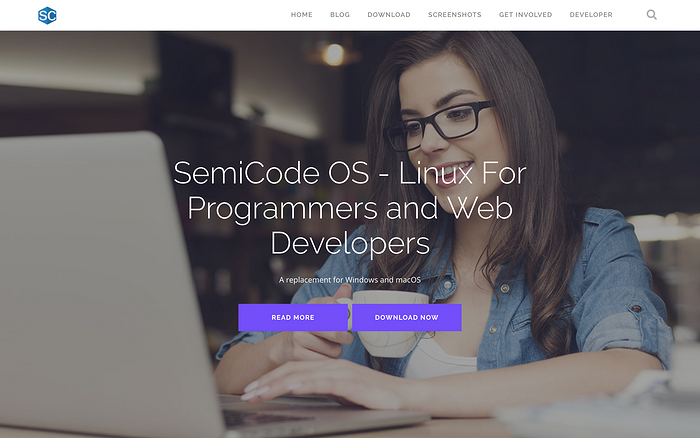 SC
HOME BLOG DOWNLOAD SCREENSHOTS GET INVOLVED DEVELOPER
SemiCode OS - Linux For
Programmers and Web
Developers
A replacement for Windows and macOS
READ MORE DOWNLOAD NOW